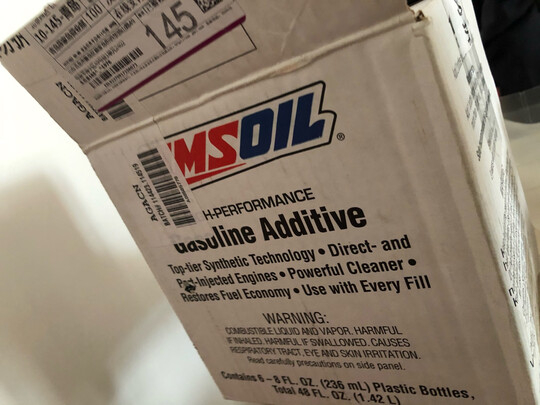 145
AGACN
AGACN
MSOIL®
H-PERFORMANCE
Gasoline Additive
Top-tier Synthetic Technology • Direct- and
Port-Injected Engines • Powerful Cleaner •
Restores Fuel Economy • Use with Every Fill
WARNING:
COMBUSTIBLE LIQUID AND VAPOR. HARMFUL
IF INHALED. HARMFUL IF SWALLOWED. CAUSES
RESPIRATORY TRACT, EYE AND SKIN IRRITATION.
Read carefully precautions on side panel.
Contains 6 – 8 FL. OZ. (236 mL) Plastic Bottles,
Total 48 FL. OZ. (1.42 L)